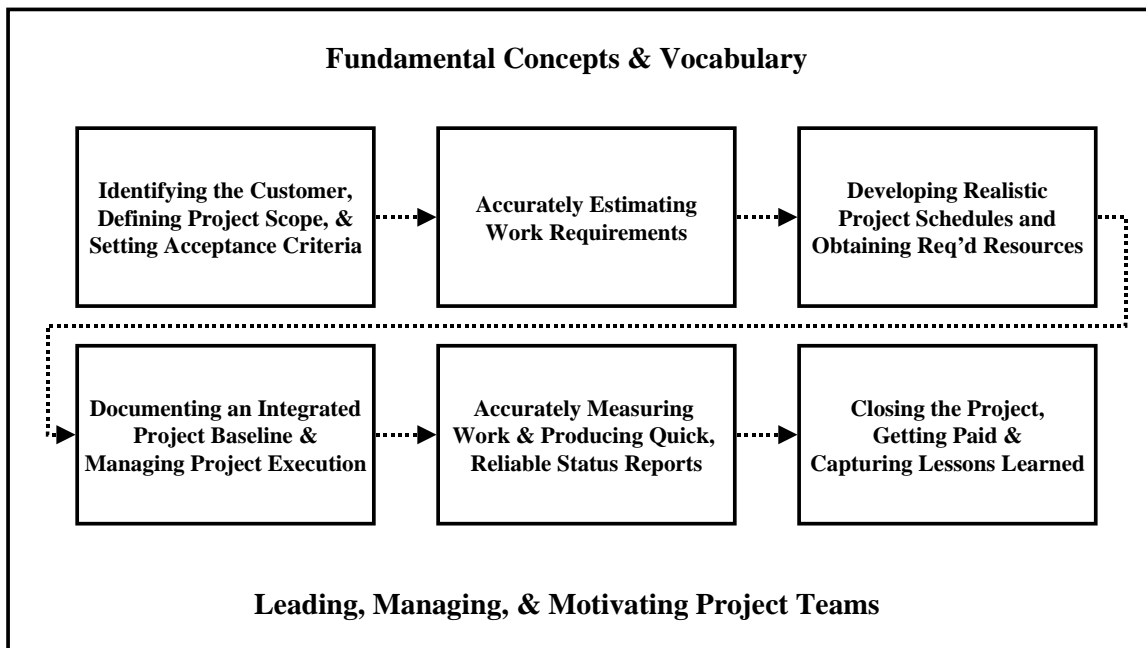 Fundamental Concepts & Vocabulary
Identifying the Customer,
Defining Project Scope, &
Setting Acceptance Criteria
Accurately Estimating
Work Requirements
Developing Realistic
Project Schedules and
Obtaining Req’d Resources
Documenting an Integrated
Project Baseline &
Managing Project Execution
Accurately Measuring
Work & Producing Quick,
Reliable Status Reports
Closing the Project,
Getting Paid &
Capturing Lessons Learned
Leading, Managing, & Motivating Project Teams